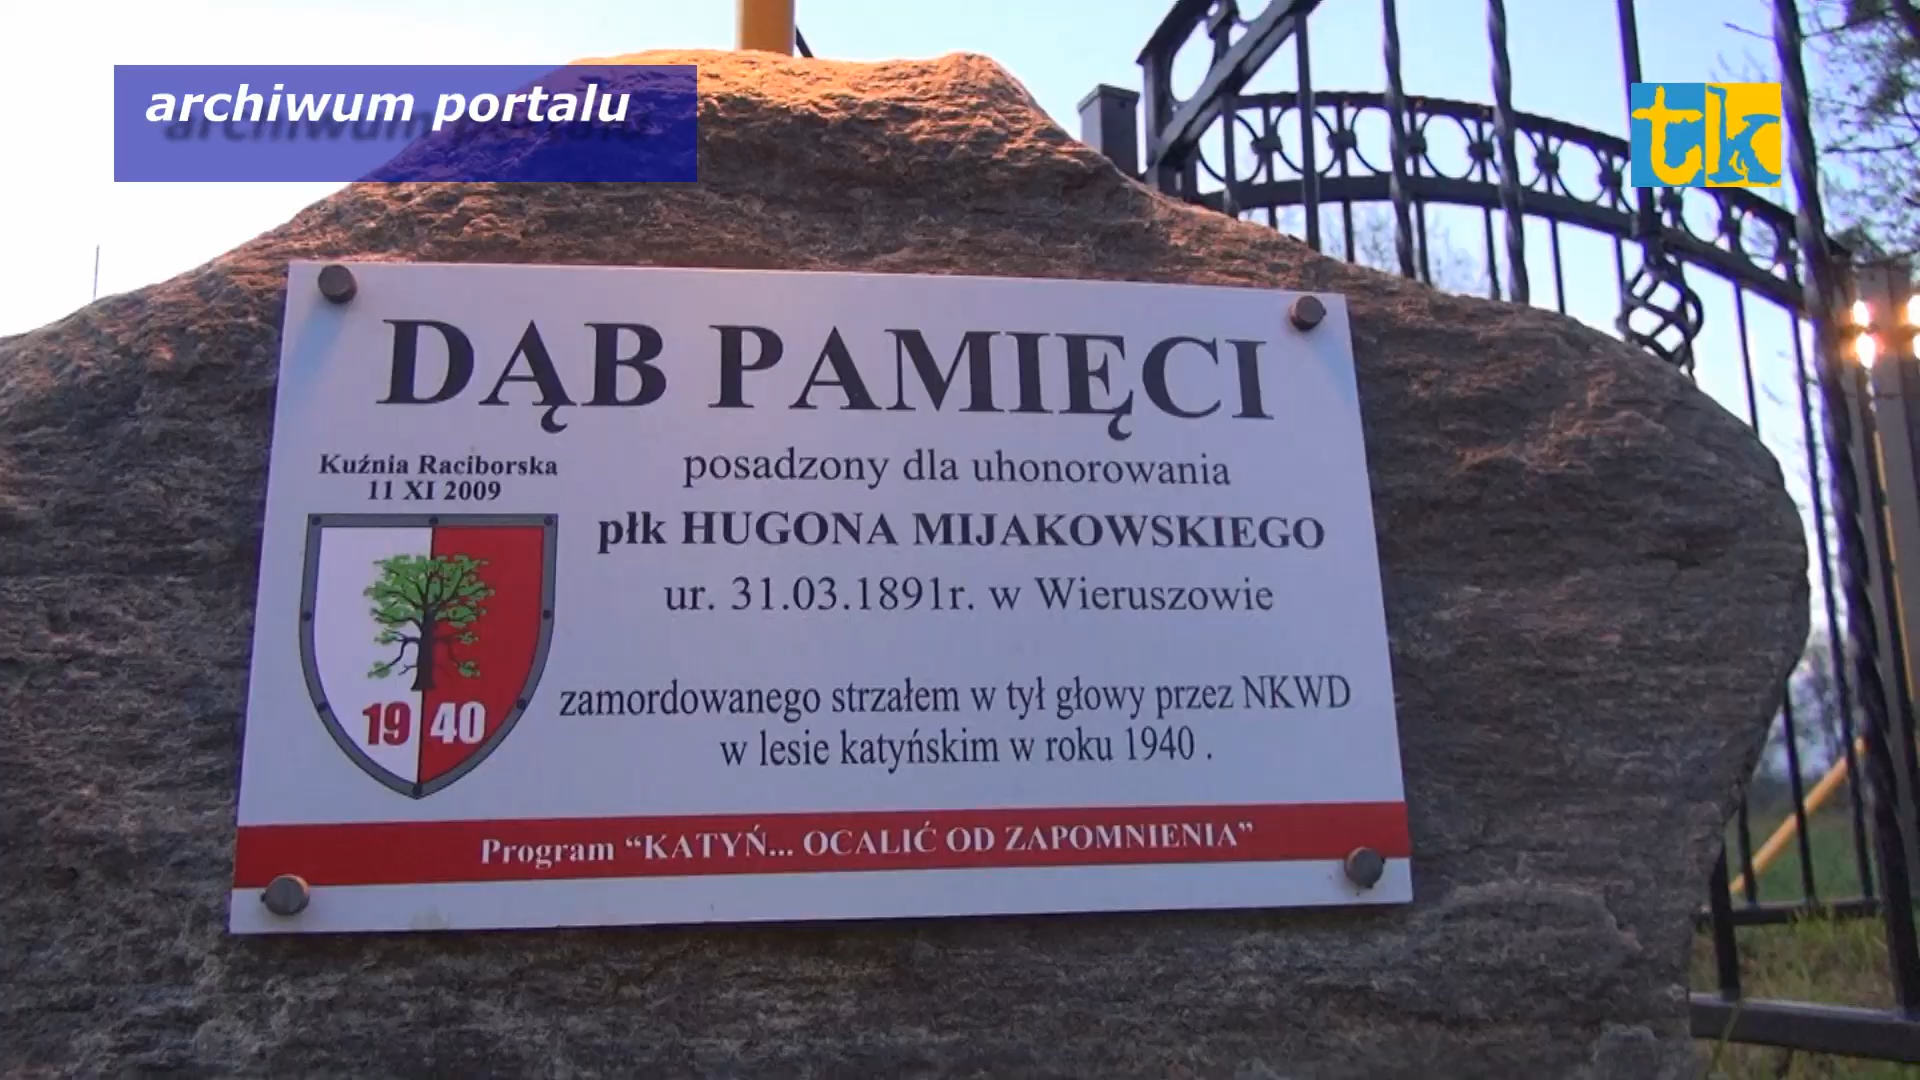 archiwum portalu
tk
DĄB PAMIĘCI
Kuźnia Raciborska
11 XI 2009
posadzony dla uhonorowania
płk HUGONA MIJAKOWSKIEGO
ur. 31.03.1891r. w Wieruszowie
zamordowanego strzałem w tył głowy przez NKWD
w lesie katyńskim w roku 1940 .
19 40
Program “KATYŃ... OCALIĆ OD ZAPOMNIENIA”